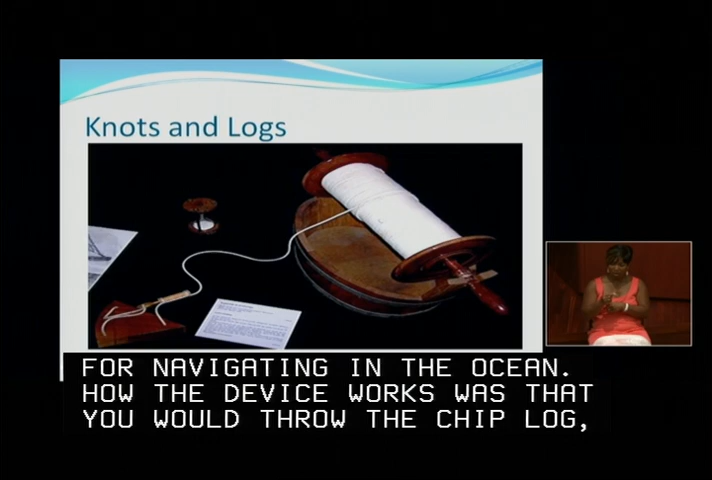 Knots and Logs
FOR NAVIGATING IN THE OCEAN.
HOW THE DEVICE WORKS WAS THAT
YOU WOULD THROW THE CHIP LOG,